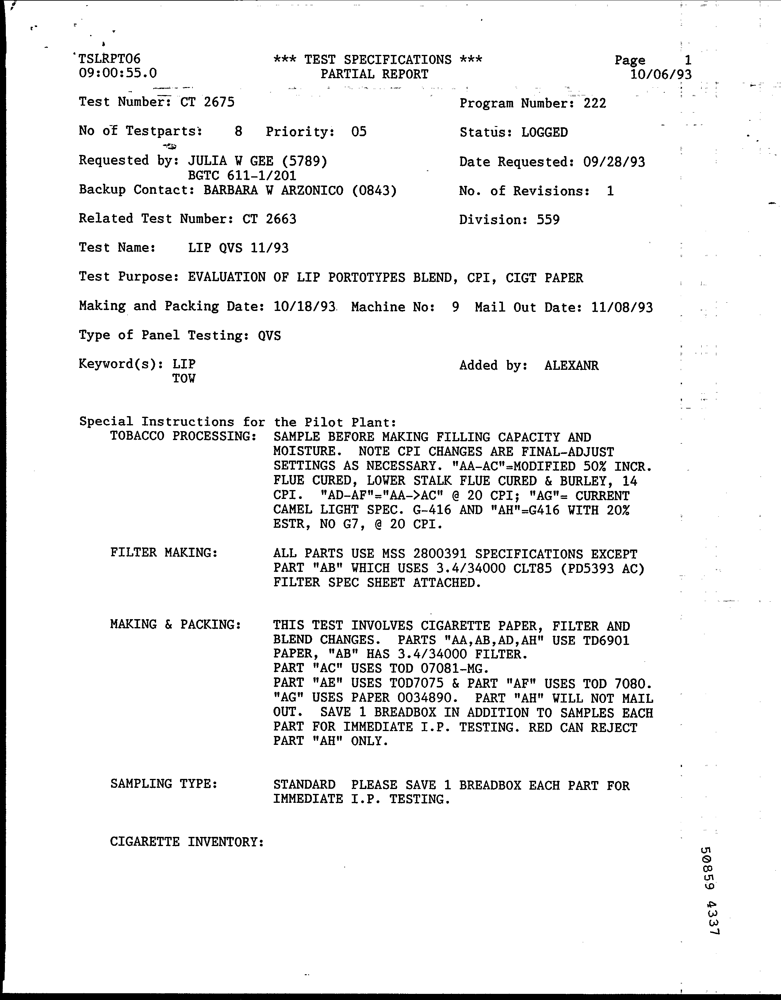 TSLRPT06 *** TEST SPECIFICATIONS *** Page 1
09:00:55.0 PARTIAL REPORT 10/06/93
Test Number: CT 2675 Program Number: 222
No of Testparts: 8 Priority: 05 Status: LOGGED
Requested by: JULIA W GEE (5789) Date Requested: 09/28/93
BGTC 611-1/201
Backup Contact: BARBARA W ARZONICO (0843) No. of Revisions: 1
Related Test Number: CT 2663 Division: 559
Test Name: LIP QVS 11/93
Test Purpose: EVALUATION OF LIP PORTOTYPES BLEND, CPI, CIGT PAPER
Making and Packing Date: 10/18/93 Machine No: 9 Mail Out Date: 11/08/93
Type of Panel Testing: QVS
Keyword(s): LIP Added by: ALEXANR
TOW
Special Instructions for the Pilot Plant:
TOBACCO PROCESSING: SAMPLE BEFORE MAKING FILLING CAPACITY AND
MOISTURE. NOTE CPI CHANGES ARE FINAL-ADJUST
SETTINGS AS NECESSARY. "AA-AC"=MODIFIED 50% INCR.
FLUE CURED, LOWER STALK FLUE CURED & BURLEY, 14
CPI. "AD-AF"="AA->AC" @ 20 CPI; "AG"= CURRENT
CAMEL LIGHT SPEC. G-416 AND "AH"=G416 WITH 20%
ESTR, NO G7, @ 20 CPI.
FILTER MAKING: ALL PARTS USE MSS 2800391 SPECIFICATIONS EXCEPT
PART "AB" WHICH USES 3.4/34000 CLT85 (PD5393 AC)
FILTER SPEC SHEET ATTACHED.
MAKING & PACKING: THIS TEST INVOLVES CIGARETTE PAPER, FILTER AND
BLEND CHANGES. PARTS "AA,AB,AD,AH" USE TD6901
PAPER, "AB" HAS 3.4/34000 FILTER.
PART "AC" USES TOD 07081-MG.
PART "AE" USES TOD7075 & PART "AF" USES TOD 7080.
"AG" USES PAPER 0034890. PART "AH" WILL NOT MAIL
OUT. SAVE 1 BREADBOX IN ADDITION TO SAMPLES EACH
PART FOR IMMEDIATE I.P. TESTING. RED CAN REJECT
PART "AH" ONLY.
SAMPLING TYPE: STANDARD PLEASE SAVE 1 BREADBOX EACH PART FOR
IMMEDIATE I.P. TESTING.
CIGARETTE INVENTORY:
50859 4337